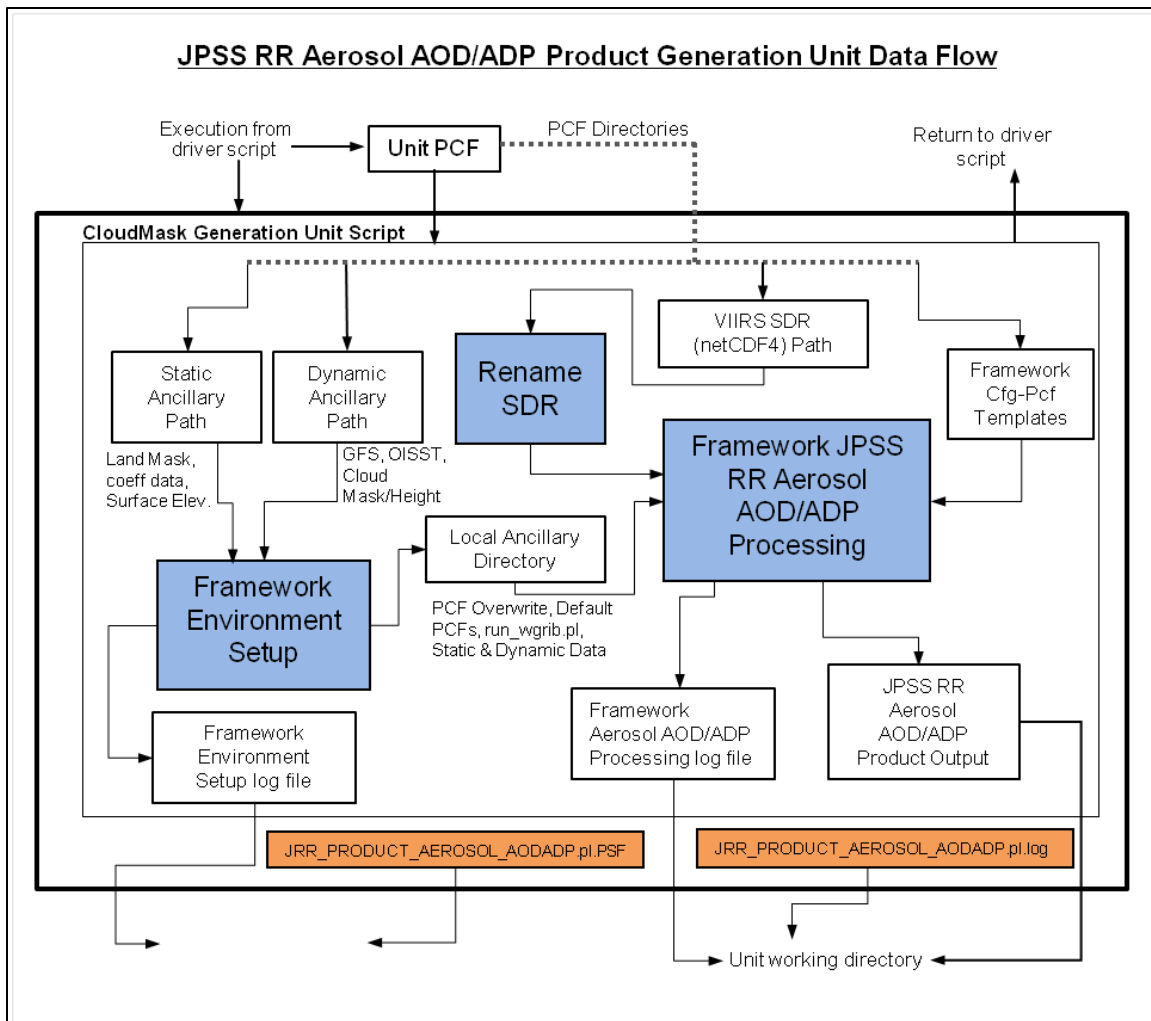 JPSS RR Aerosol AOD/ADP Product Generation Unit Data Flow
Execution from
driver script
Unit PCF
PCF Directories
Return to driver
script
CloudMask Generation Unit Script
VIIRS SDR
(netCDF4) Path
Static
Ancillary
Path
Dynamic
Ancillary
Path
Rename
SDR
Framework
Cfg-Pcf
Templates
Land Mask,
coeff data,
Surface Elev.
GFS, OISST,
Cloud
Mask/Height
Framework JPSS
RR Aerosol
AOD/ADP
Processing
Local Ancillary
Directory
Framework
Environment
Setup
PCF Overwrite, Default
PCFs, run_wgrib.pl,
Static & Dynamic Data
Framework
Environment
Setup log file
Framework
Aerosol AOD/ADP
Processing log file
JPSS RR
Aerosol
AOD/ADP
Product Output
JRR_PRODUCT_AEROSOL_AODADP.pl.PSF
JRR_PRODUCT_AEROSOL_AODADP.pl.log
Unit working directory